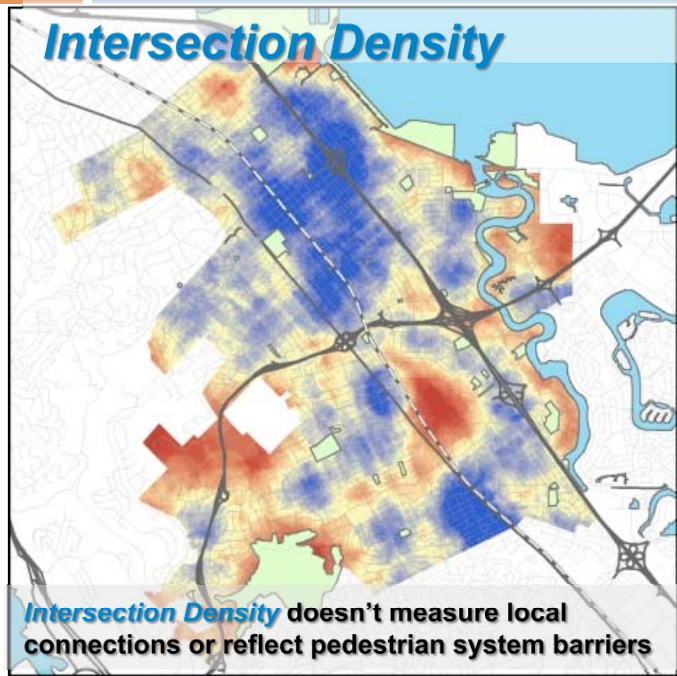 Intersection Density
Intersection Density doesn't measure local
connections or reflect pedestrian system barriers